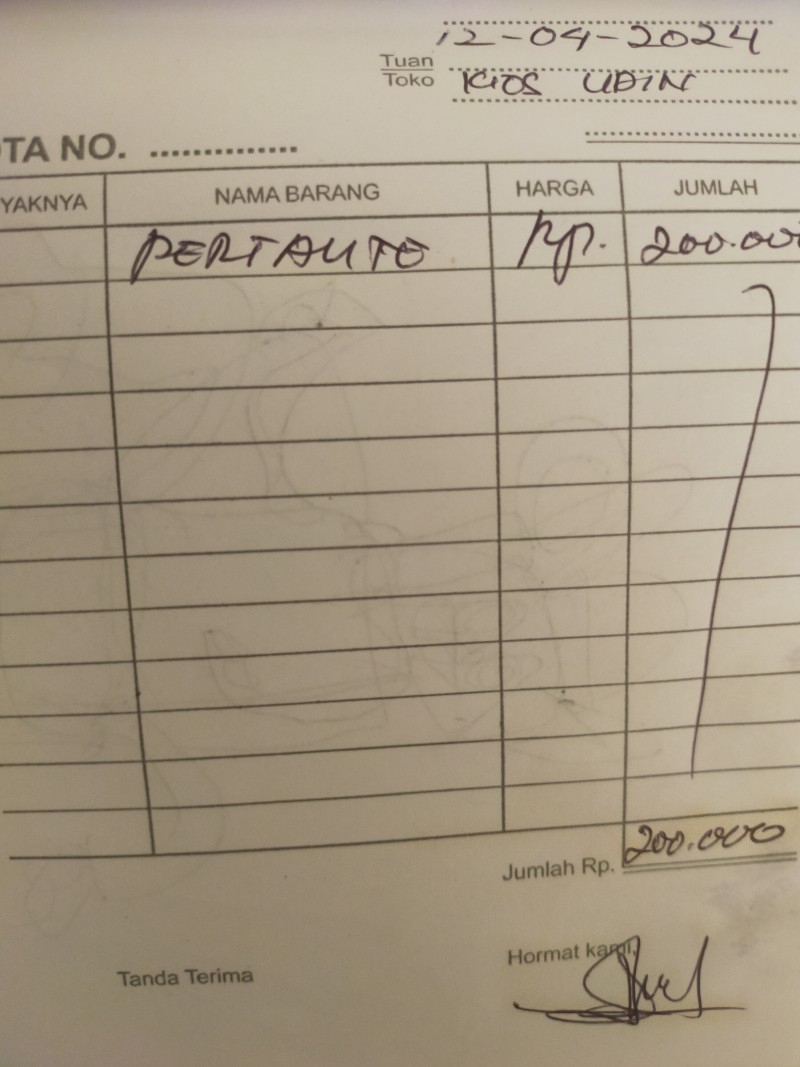 12-04-2024
Tuan
Toko KIOS UDIN
TA NO. ................
YAKNYA NAMA BARANG HARGA JUMLAH
PERTALITE Rp. 200.000
Jumlah Rp. 200.000
Tanda Terima Hormat kami,